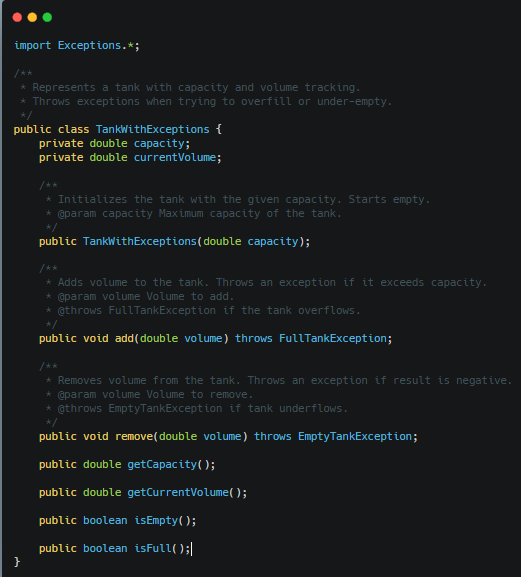 import Exceptions.*;

/**
 * Represents a tank with capacity and volume tracking.
 * Throws exceptions when trying to overfill or under-empty.
 */
public class TankWithExceptions {
    private double capacity;
    private double currentVolume;

    /**
     * Initializes the tank with the given capacity. Starts empty.
     * @param capacity Maximum capacity of the tank.
     */
    public TankWithExceptions(double capacity);

    /**
     * Adds volume to the tank. Throws an exception if it exceeds capacity.
     * @param volume Volume to add.
     * @throws FullTankException if the tank overflows.
     */
    public void add(double volume) throws FullTankException;

    /**
     * Removes volume from the tank. Throws an exception if result is negative.
     * @param volume Volume to remove.
     * @throws EmptyTankException if tank underflows.
     */
    public void remove(double volume) throws EmptyTankException;

    public double getCapacity();

    public double getCurrentVolume();

    public boolean isEmpty();

    public boolean isFull();
}